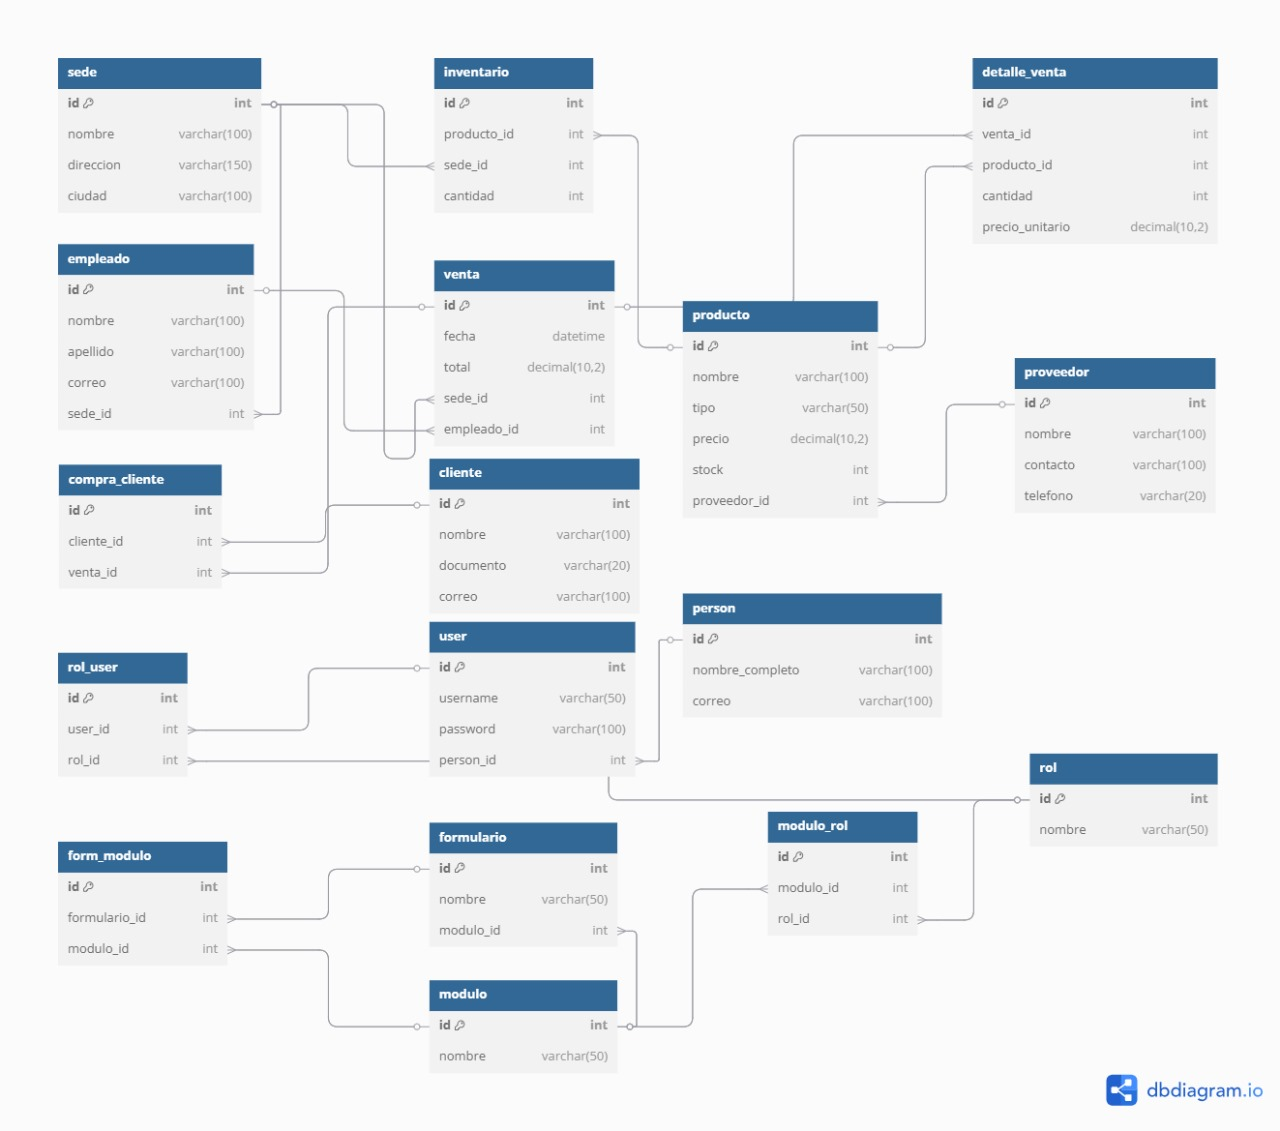 sede
id int
nombre varchar(100)
direccion varchar(150)
ciudad varchar(100)
inventario
id int
producto_id int
sede_id int
cantidad int
detalle_venta
id int
venta_id int
producto_id int
cantidad int
precio_unitario decimal(10,2)
empleado
id int
nombre varchar(100)
apellido varchar(100)
correo varchar(100)
sede_id int
venta
id int
fecha datetime
total decimal(10,2)
sede_id int
empleado_id int
producto
id int
nombre varchar(100)
tipo varchar(50)
precio decimal(10,2)
stock int
proveedor_id int
proveedor
id int
nombre varchar(100)
contacto varchar(100)
telefono varchar(20)
compra_cliente
id int
cliente_id int
venta_id int
cliente
id int
nombre varchar(100)
documento varchar(20)
correo varchar(100)
person
id int
nombre_completo varchar(100)
correo varchar(100)
rol_user
id int
user_id int
rol_id int
user
id int
username varchar(50)
password varchar(100)
person_id int
rol
id int
nombre varchar(50)
form_modulo
id int
formulario_id int
modulo_id int
formulario
id int
nombre varchar(50)
modulo_id int
modulo_rol
id int
modulo_id int
rol_id int
modulo
id int
nombre varchar(50)
dbdiagram.io